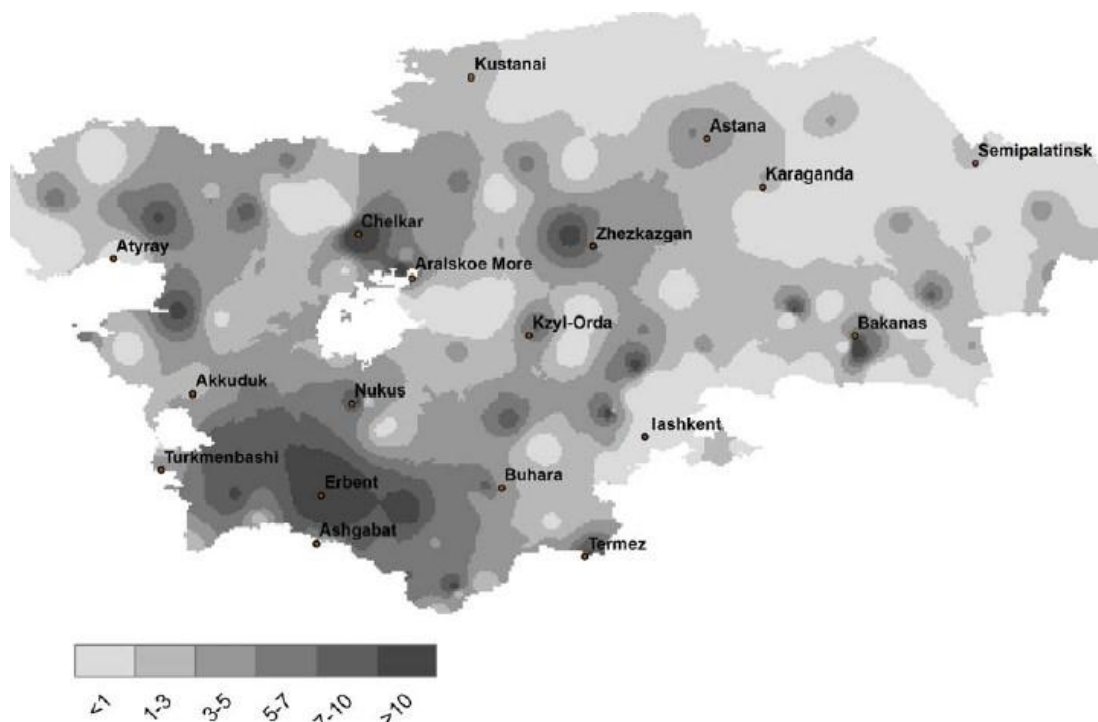 Kustanai
Astana
Semipalatinsk
Karaganda
Chelkar
Zhezkazgan
Atyray
Aralskoe More
Kzyl-Orda
Bakanas
Akkuduk
Nukus
Iashkent
Turkmenbashi
Buhara
Erbent
Ashgabat
Termez
<1
1-3
3-5
5-7
7-10
>10